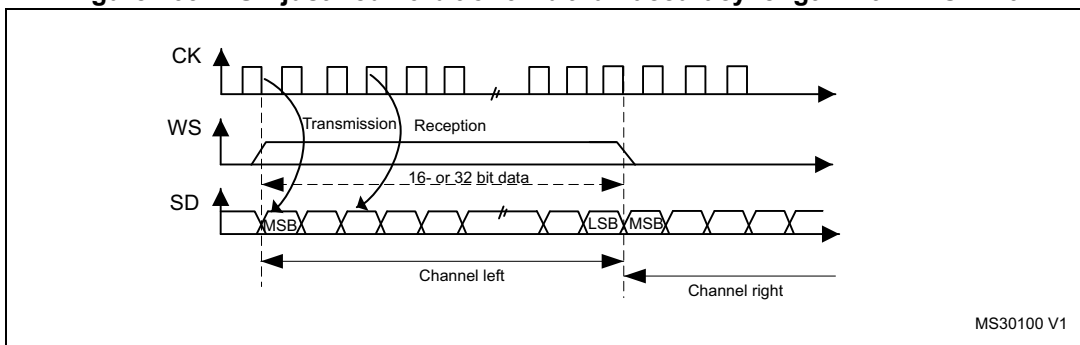 CK
Transmission
Reception
WS
16- or 32 bit data
SD
MSB
LSB
MSB
Channel left
Channel right
MS30100 V1